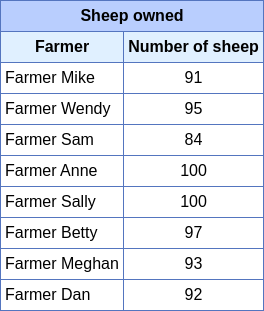 Sheep owned
Farmer Number of sheep
Farmer Mike 91
Farmer Wendy 95
Farmer Sam 84
Farmer Anne 100
Farmer Sally 100
Farmer Betty 97
Farmer Meghan 93
Farmer Dan 92